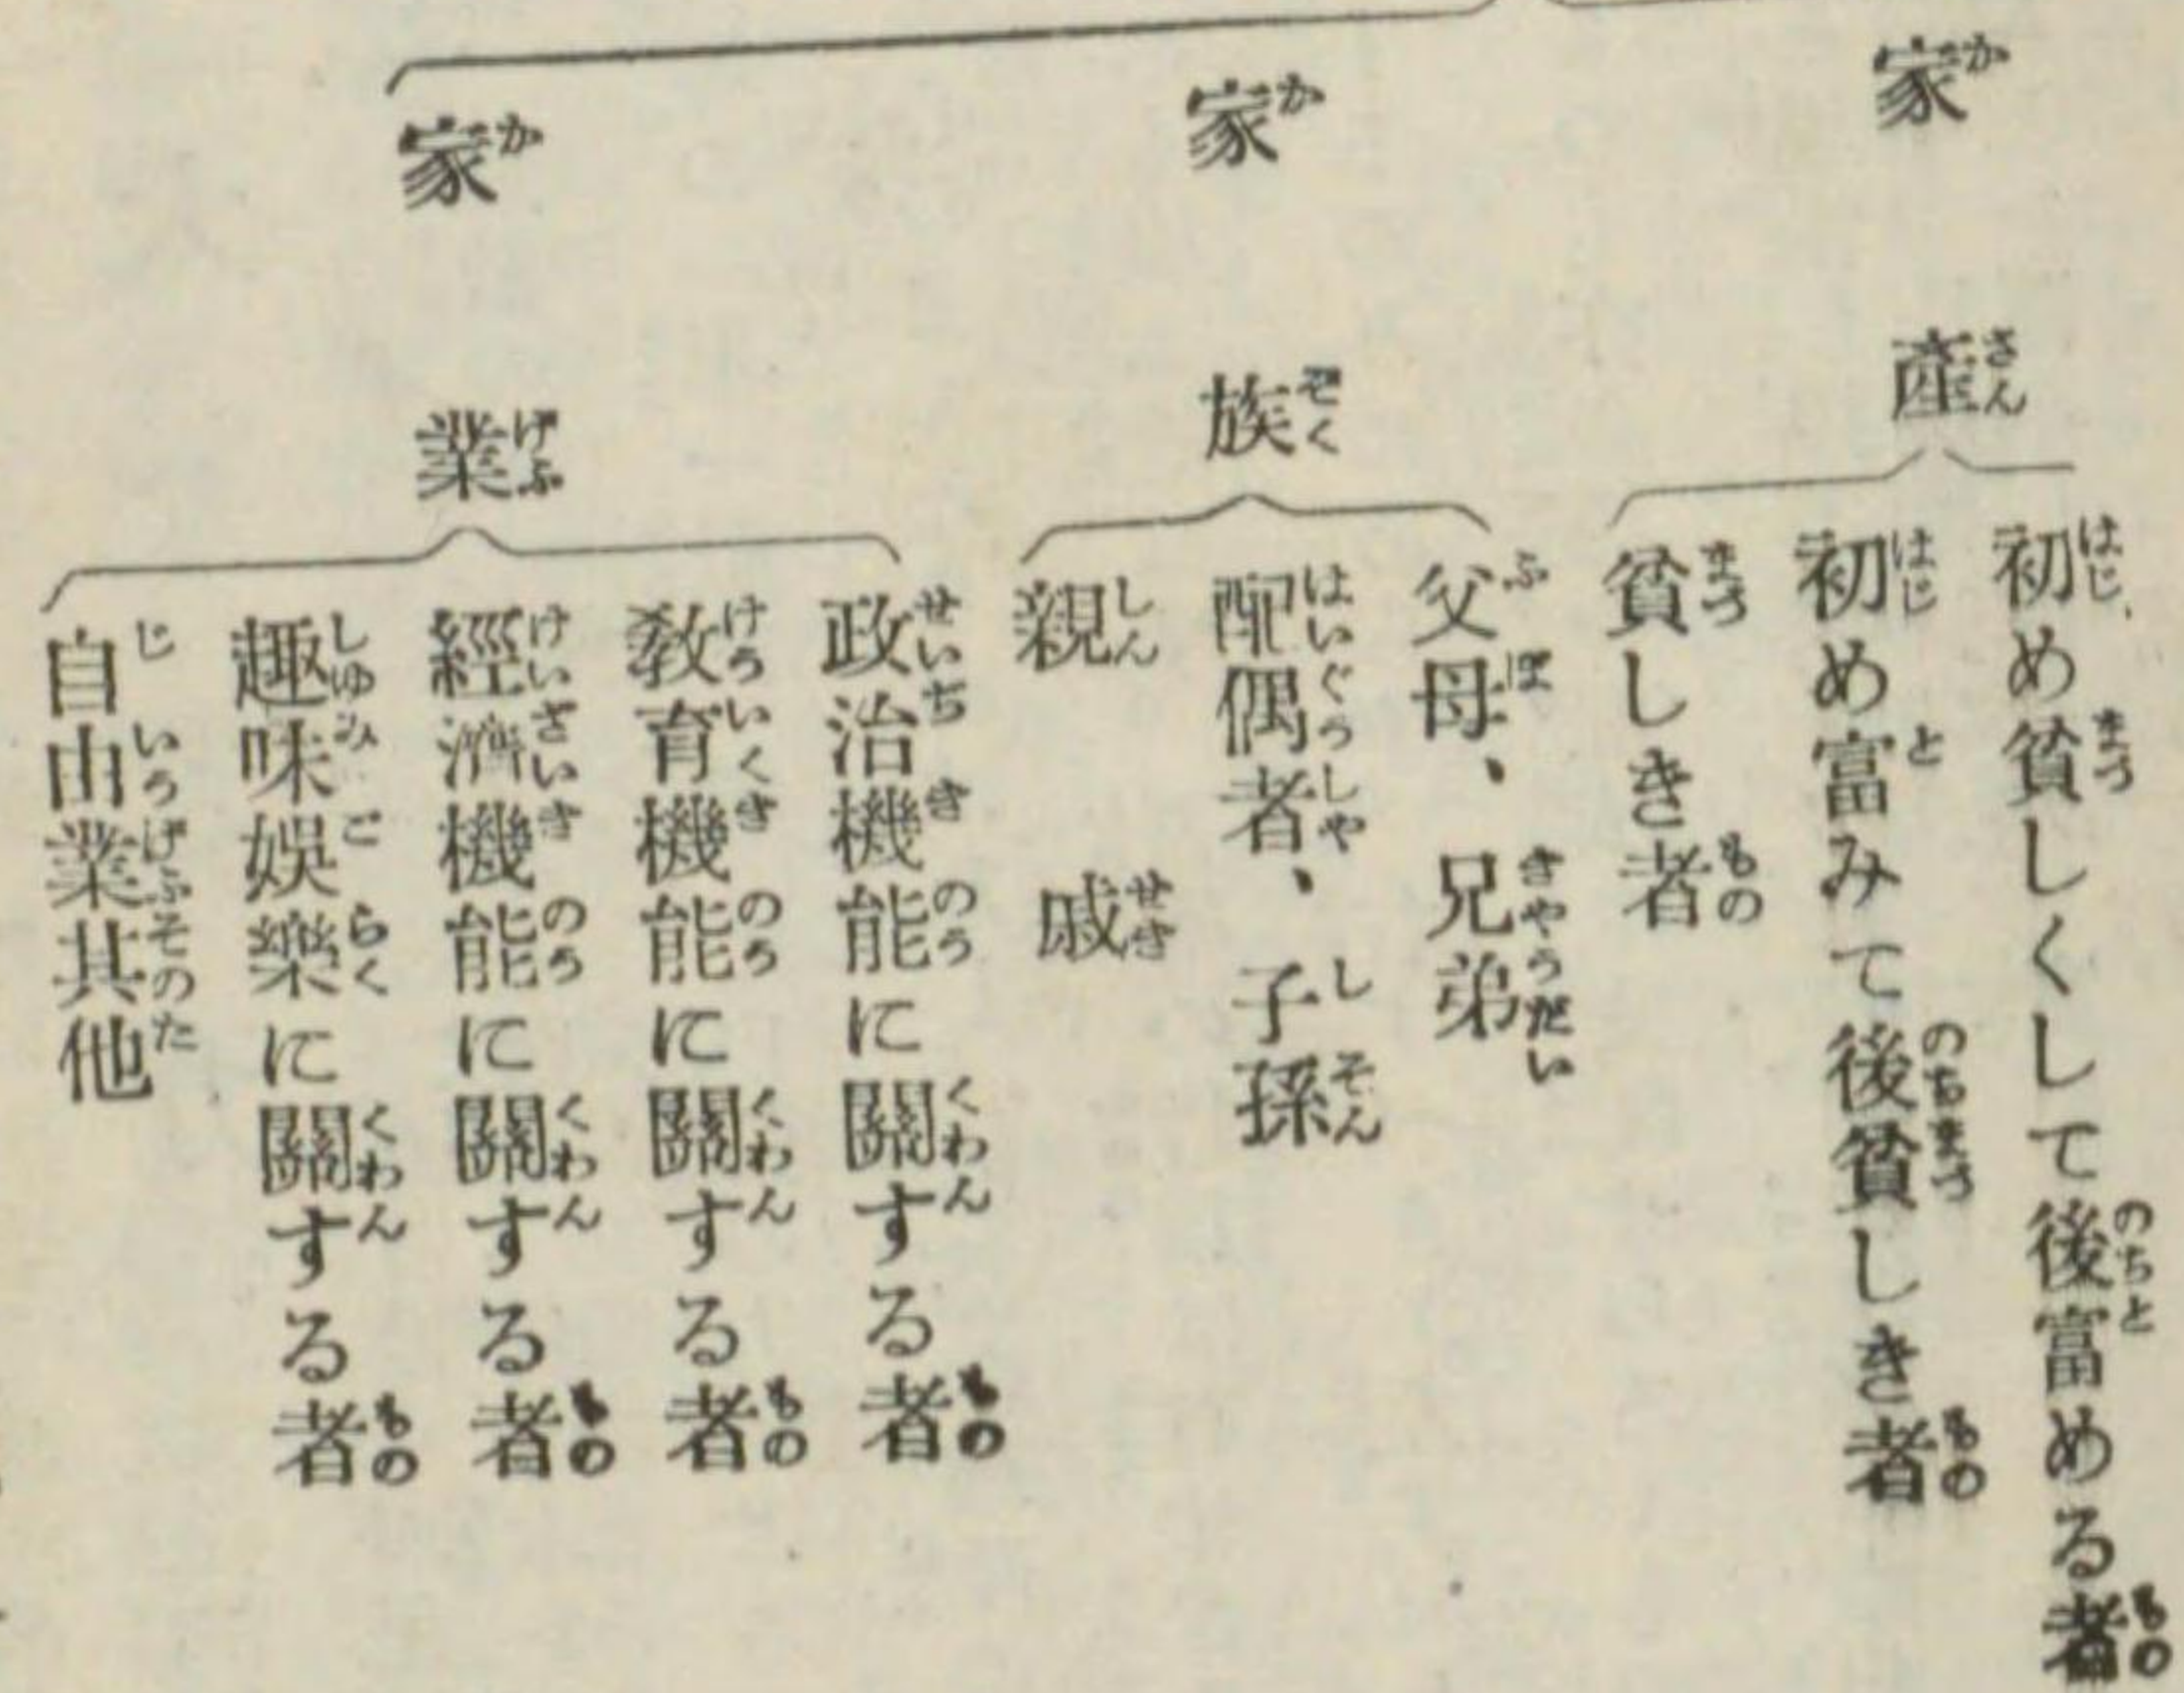 家產
初め貧しくして後富める者
初め富みて後貧しき者
貧しき者
家族
父母、兄弟
配偶者、子孫
親戚
家業
政治機能に關する者
敎育機能に關する者
經濟機能に關する者
趣味娛樂に關する者
自由業其他